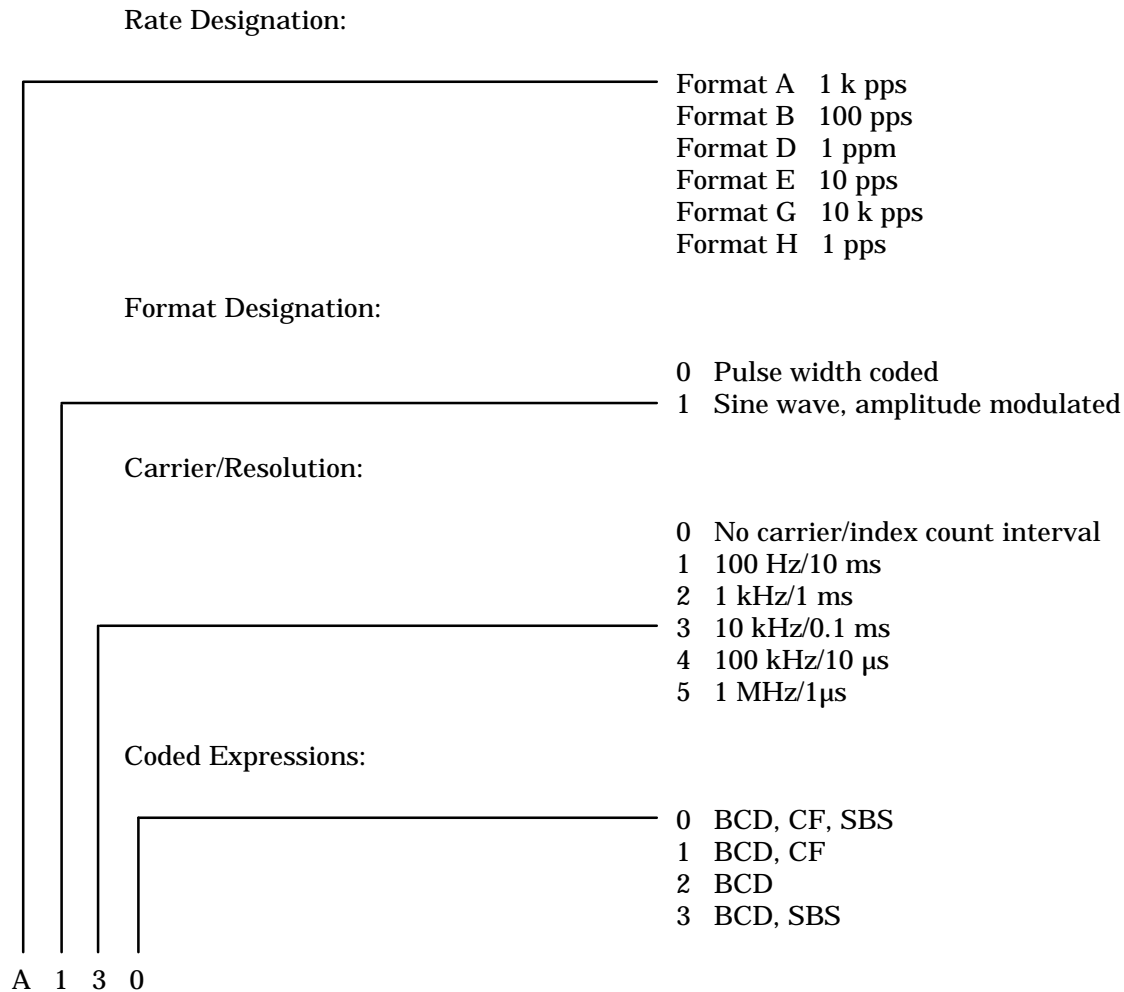 Rate Designation:
Format A 1 k pps
Format B 100 pps
Format D 1 ppm
Format E 10 pps
Format G 10 k pps
Format H 1 pps
Format Designation:
0 Pulse width coded
1 Sine wave, amplitude modulated
Carrier/Resolution:
0 No carrier/index count interval
1 100 Hz/10 ms
2 1 kHz/1 ms
3 10 kHz/0.1 ms
4 100 kHz/10 µs
5 1 MHz/1µs
Coded Expressions:
0 BCD, CF, SBS
1 BCD, CF
2 BCD
3 BCD, SBS
A 1 3 0